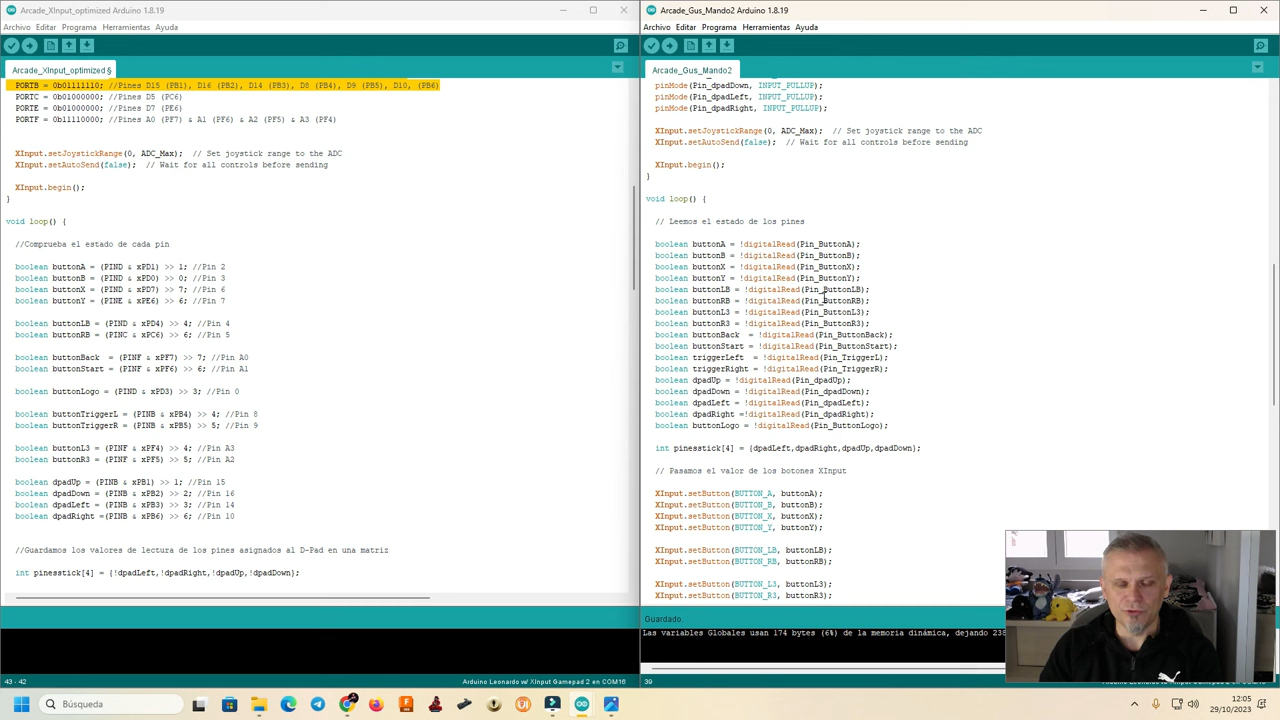 Arcade_XInput_optimized Arduino 1.8.19
Archivo Editar Programa Herramientas Ayuda
Arcade_XInput_optimized §
PORTB = 0b01111110; //Pines D15 (PB1), D16 (PB2), D14 (PB3), D8 (PB4), D9 (PB5), D10, (PB6)
PORTC = 0b01000000; //Pines D5 (PC6)
PORTE = 0b01000000; //Pines D7 (PE6)
PORTF = 0b11110000; //Pines A0 (PF7) & A1 (PF6) & A2 (PF5) & A3 (PF4)
XInput.setJoystickRange(0, ADC_Max); // Set joystick range to the ADC
XInput.setAutoSend(false); // Wait for all controls before sending
XInput.begin();
}
void loop() {
//Comprueba el estado de cada pin
boolean buttonA = (PIND & xPD1) >> 1; //Pin 2
boolean buttonB = (PIND & xPD0) >> 0; //Pin 3
boolean buttonX = (PIND & xPD7) >> 7; //Pin 6
boolean buttonY = (PINE & xPE6) >> 6; //Pin 7
boolean buttonLB = (PIND & xPD4) >> 4; //Pin 4
boolean buttonRB = (PINC & xPC6) >> 6; //Pin 5
boolean buttonBack = (PINF & xPF7) >> 7; //Pin A0
boolean buttonStart = (PINF & xPF6) >> 6; //Pin A1
boolean buttonLogo = (PIND & xPD3) >> 3; //Pin 0
boolean buttonTriggerL = (PINB & xPB4) >> 4; //Pin 8
boolean buttonTriggerR = (PINB & xPB5) >> 5; //Pin 9
boolean buttonL3 = (PINF & xPF4) >> 4; //Pin A3
boolean buttonR3 = (PINF & xPF5) >> 5; //Pin A2
boolean dpadUp = (PINB & xPB1) >> 1; //Pin 15
boolean dpadDown = (PINB & xPB2) >> 2; //Pin 16
boolean dpadLeft = (PINB & xPB3) >> 3; //Pin 14
boolean dpadRight =(PINB & xPB6) >> 6; //Pin 10
//Guardamos los valores de lectura de los pines asignados al D-Pad en una matriz
int pinesstick[4] = {!dpadLeft,!dpadRight,!dpadUp,!dpadDown};
43 - 42
Arduino Leonardo w/ XInput Gamepad 2 en COM16
Arcade_Gus_Mando2 Arduino 1.8.19
Archivo Editar Programa Herramientas Ayuda
Arcade_Gus_Mando2
pinMode(Pin_dpadDown, INPUT_PULLUP);
pinMode(Pin_dpadLeft, INPUT_PULLUP);
pinMode(Pin_dpadRight, INPUT_PULLUP);
XInput.setJoystickRange(0, ADC_Max); // Set joystick range to the ADC
XInput.setAutoSend(false); // Wait for all controls before sending
XInput.begin();
}
void loop() {
// Leemos el estado de los pines
boolean buttonA = !digitalRead(Pin_ButtonA);
boolean buttonB = !digitalRead(Pin_ButtonB);
boolean buttonX = !digitalRead(Pin_ButtonX);
boolean buttonY = !digitalRead(Pin_ButtonY);
boolean buttonLB = !digitalRead(Pin_ButtonLB);
boolean buttonRB = !digitalRead(Pin_ButtonRB);
boolean buttonL3 = !digitalRead(Pin_ButtonL3);
boolean buttonR3 = !digitalRead(Pin_ButtonR3);
boolean buttonBack = !digitalRead(Pin_ButtonBack);
boolean buttonStart = !digitalRead(Pin_ButtonStart);
boolean triggerLeft = !digitalRead(Pin_TriggerL);
boolean triggerRight = !digitalRead(Pin_TriggerR);
boolean dpadUp = !digitalRead(Pin_dpadUp);
boolean dpadDown = !digitalRead(Pin_dpadDown);
boolean dpadLeft = !digitalRead(Pin_dpadLeft);
boolean dpadRight =!digitalRead(Pin_dpadRight);
boolean buttonLogo = !digitalRead(Pin_ButtonLogo);
int pinesstick[4] = {dpadLeft,dpadRight,dpadUp,dpadDown};
// Pasamos el valor de los botones XInput
XInput.setButton(BUTTON_A, buttonA);
XInput.setButton(BUTTON_B, buttonB);
XInput.setButton(BUTTON_X, buttonX);
XInput.setButton(BUTTON_Y, buttonY);
XInput.setButton(BUTTON_LB, buttonLB);
XInput.setButton(BUTTON_RB, buttonRB);
XInput.setButton(BUTTON_L3, buttonL3);
XInput.setButton(BUTTON_R3, buttonR3);
Guardado.
Las variables Globales usan 174 bytes (6%) de la memoria dinámica, dejando 238
39
Búsqueda
12:05
29/10/2023